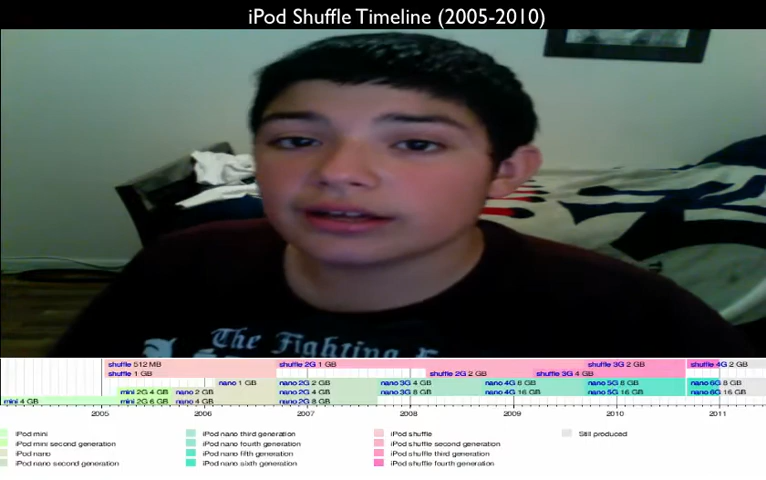 iPod Shuffle Timeline (2005-2010)
The Fighting
shuffle 512 MB shuffle 2G 1 GB shuffle 3G 2 GB shuffle 4G 2 GB
shuffle 1 GB shuffle 2G 2 GB shuffle 3G 4 GB
nano 1 GB nano 2G 2 GB nano 3G 4 GB nano 4G 8 GB nano 5G 8 GB nano 6G 8 GB
mini 2G 4 GB nano 2 GB nano 2G 4 GB nano 3G 8 GB nano 4G 16 GB nano 5G 16 GB nano 6G 16 GB
mini 4 GB mini 2G 6 GB nano 4 GB nano 2G 8 GB
2005 2006 2007 2008 2009 2010 2011
iPod mini iPod nano third generation iPod shuffle Still produced
iPod mini second generation iPod nano fourth generation iPod shuffle second generation
iPod nano iPod nano fifth generation iPod shuffle third generation
iPod nano second generation iPod nano sixth generation iPod shuffle fourth generation